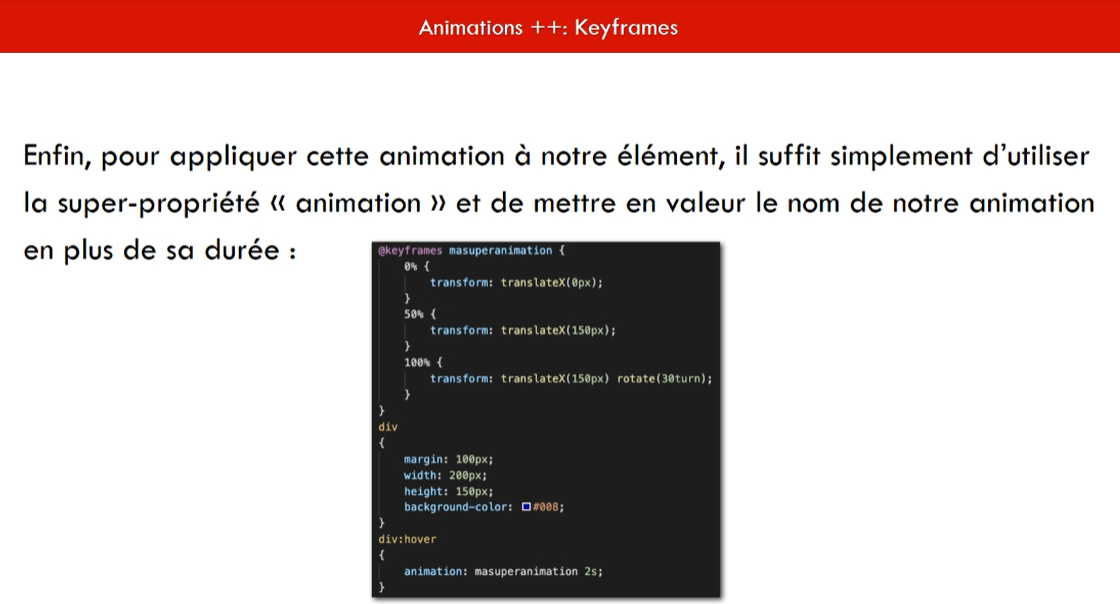 Animations ++: Keyframes
Enfin, pour appliquer cette animation à notre élément, il suffit simplement d'utiliser
la super-propriété « animation » et de mettre en valeur le nom de notre animation
en plus de sa durée :
@keyframes masuperanimation {
0% {
transform: translateX(0px);
}
50% {
transform: translateX(150px);
}
100% {
transform: translateX(150px) rotate(30turn);
}
}
div
{
margin: 100px;
width: 200px;
height: 150px;
background-color: #008;
}
div:hover
{
animation: masuperanimation 2s;
}